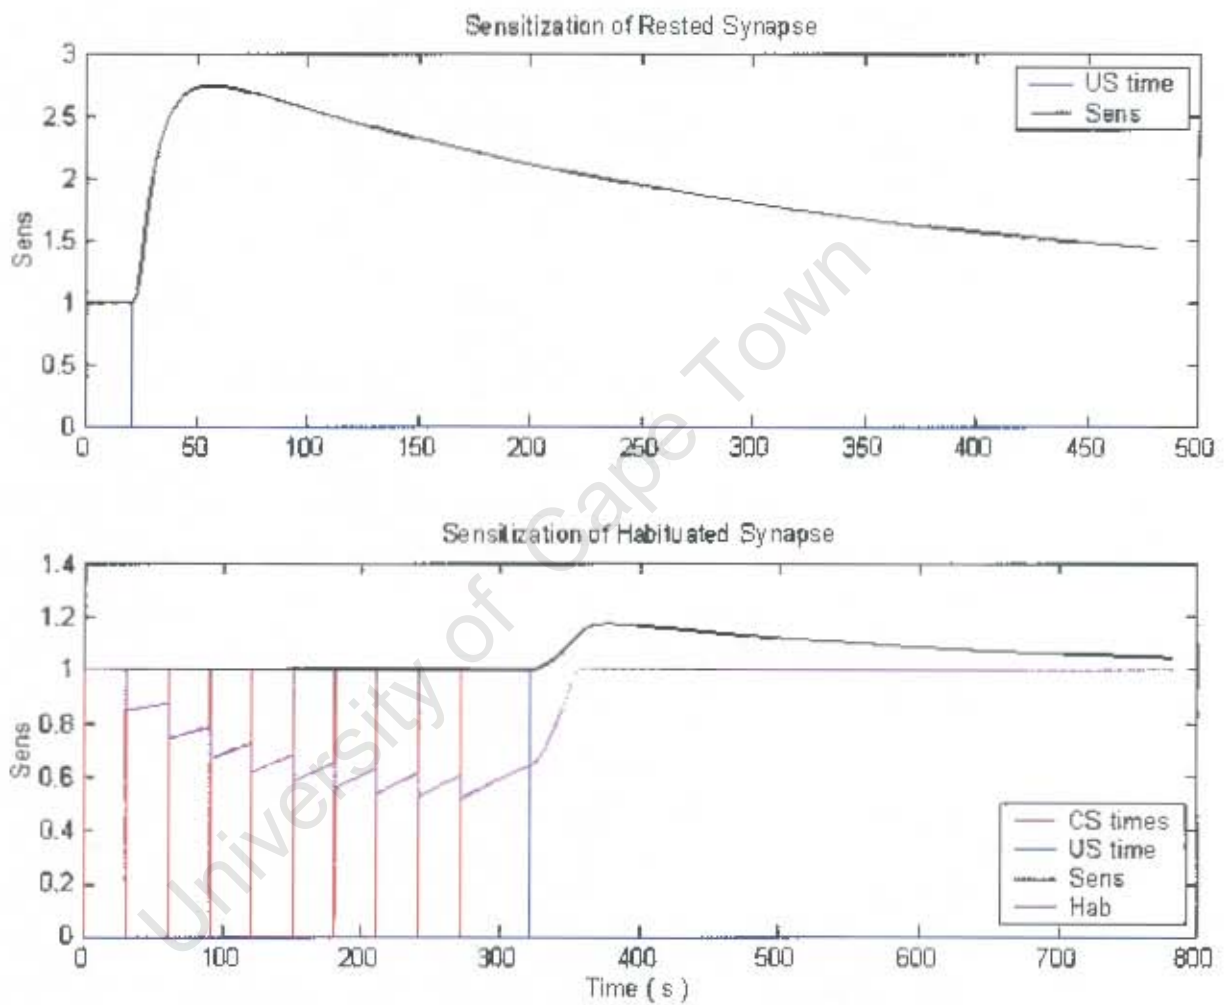 Sensitization of Rested Synapse
3
2.5
2
1.5
1
0.5
0
Sens
US time
Sens
0 50 100 150 200 250 300 350 400 450 500
Sensitization of Habituated Synapse
1.4
1.2
1
0.8
0.6
0.4
0.2
0
Sens
CS times
US time
Sens
Hab
0 100 200 300 400 500 600 700 800
Time ( s )
University of Cape Town